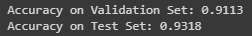 Accuracy on Validation Set: 0.9113
Accuracy on Test Set: 0.9318